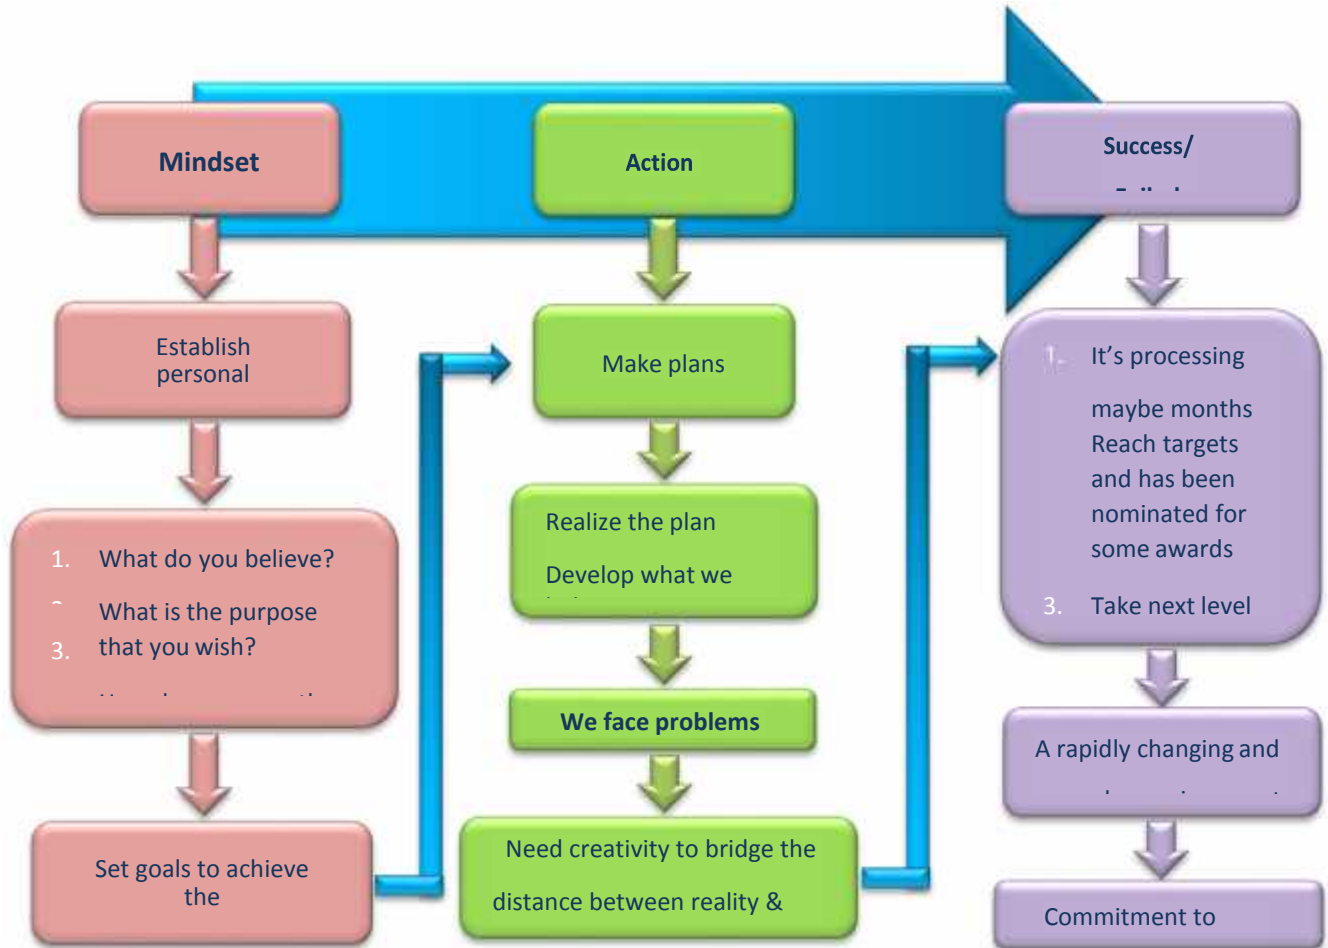 Mindset
Establish
personal
1. What do you believe?
What is the purpose
3. that you wish?
Set goals to achieve
the
Action
Make plans
Realize the plan
Develop what we
We face problems
Need creativity to bridge the
distance between reality &
Success/
1. It’s processing
maybe months
Reach targets
and has been
nominated for
some awards
3. Take next level
A rapidly changing and
Commitment to